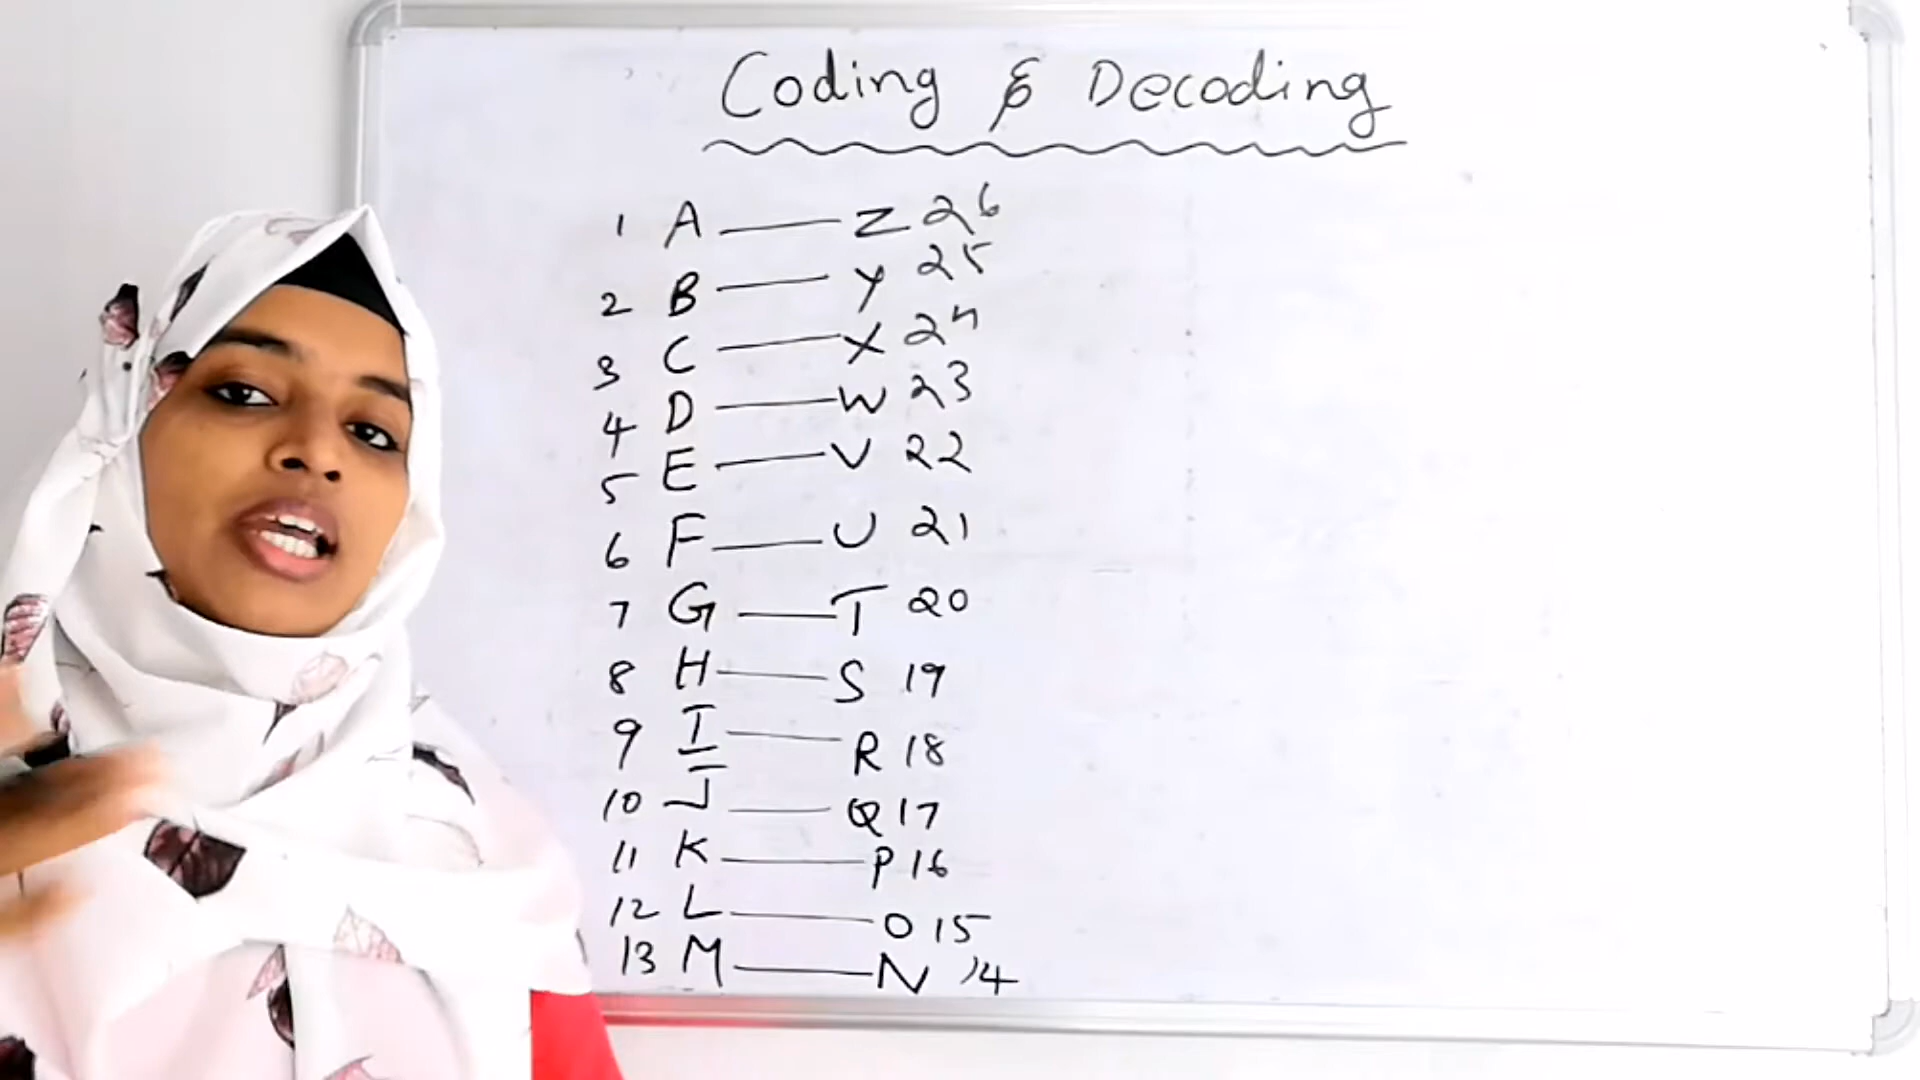 Coding & Decoding
1 A — Z 26
2 B — Y 25
3 C — X 24
4 D — W 23
5 E — V 22
6 F — U 21
7 G — T 20
8 H — S 19
9 I — R 18
10 J — Q 17
11 K — P 16
12 L — O 15
13 M — N 14